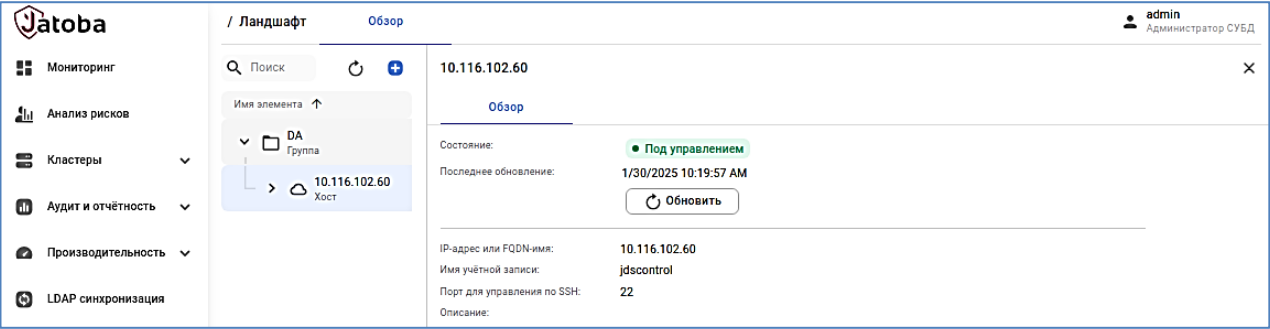 Jatoba
/ Ландшафт
Обзор
admin
Администратор СУБД
Мониторинг
Анализ рисков
Кластеры
Аудит и отчётность
Производительность
LDAP синхронизация
Поиск
Имя элемента ↑
DA
Группа
10.116.102.60
Хост
10.116.102.60
Обзор
Состояние:
Под управлением
Последнее обновление:
1/30/2025 10:19:57 AM
Обновить
IP-адрес или FQDN-имя:
10.116.102.60
Имя учётной записи:
jdscontrol
Порт для управления по SSH:
22
Описание: